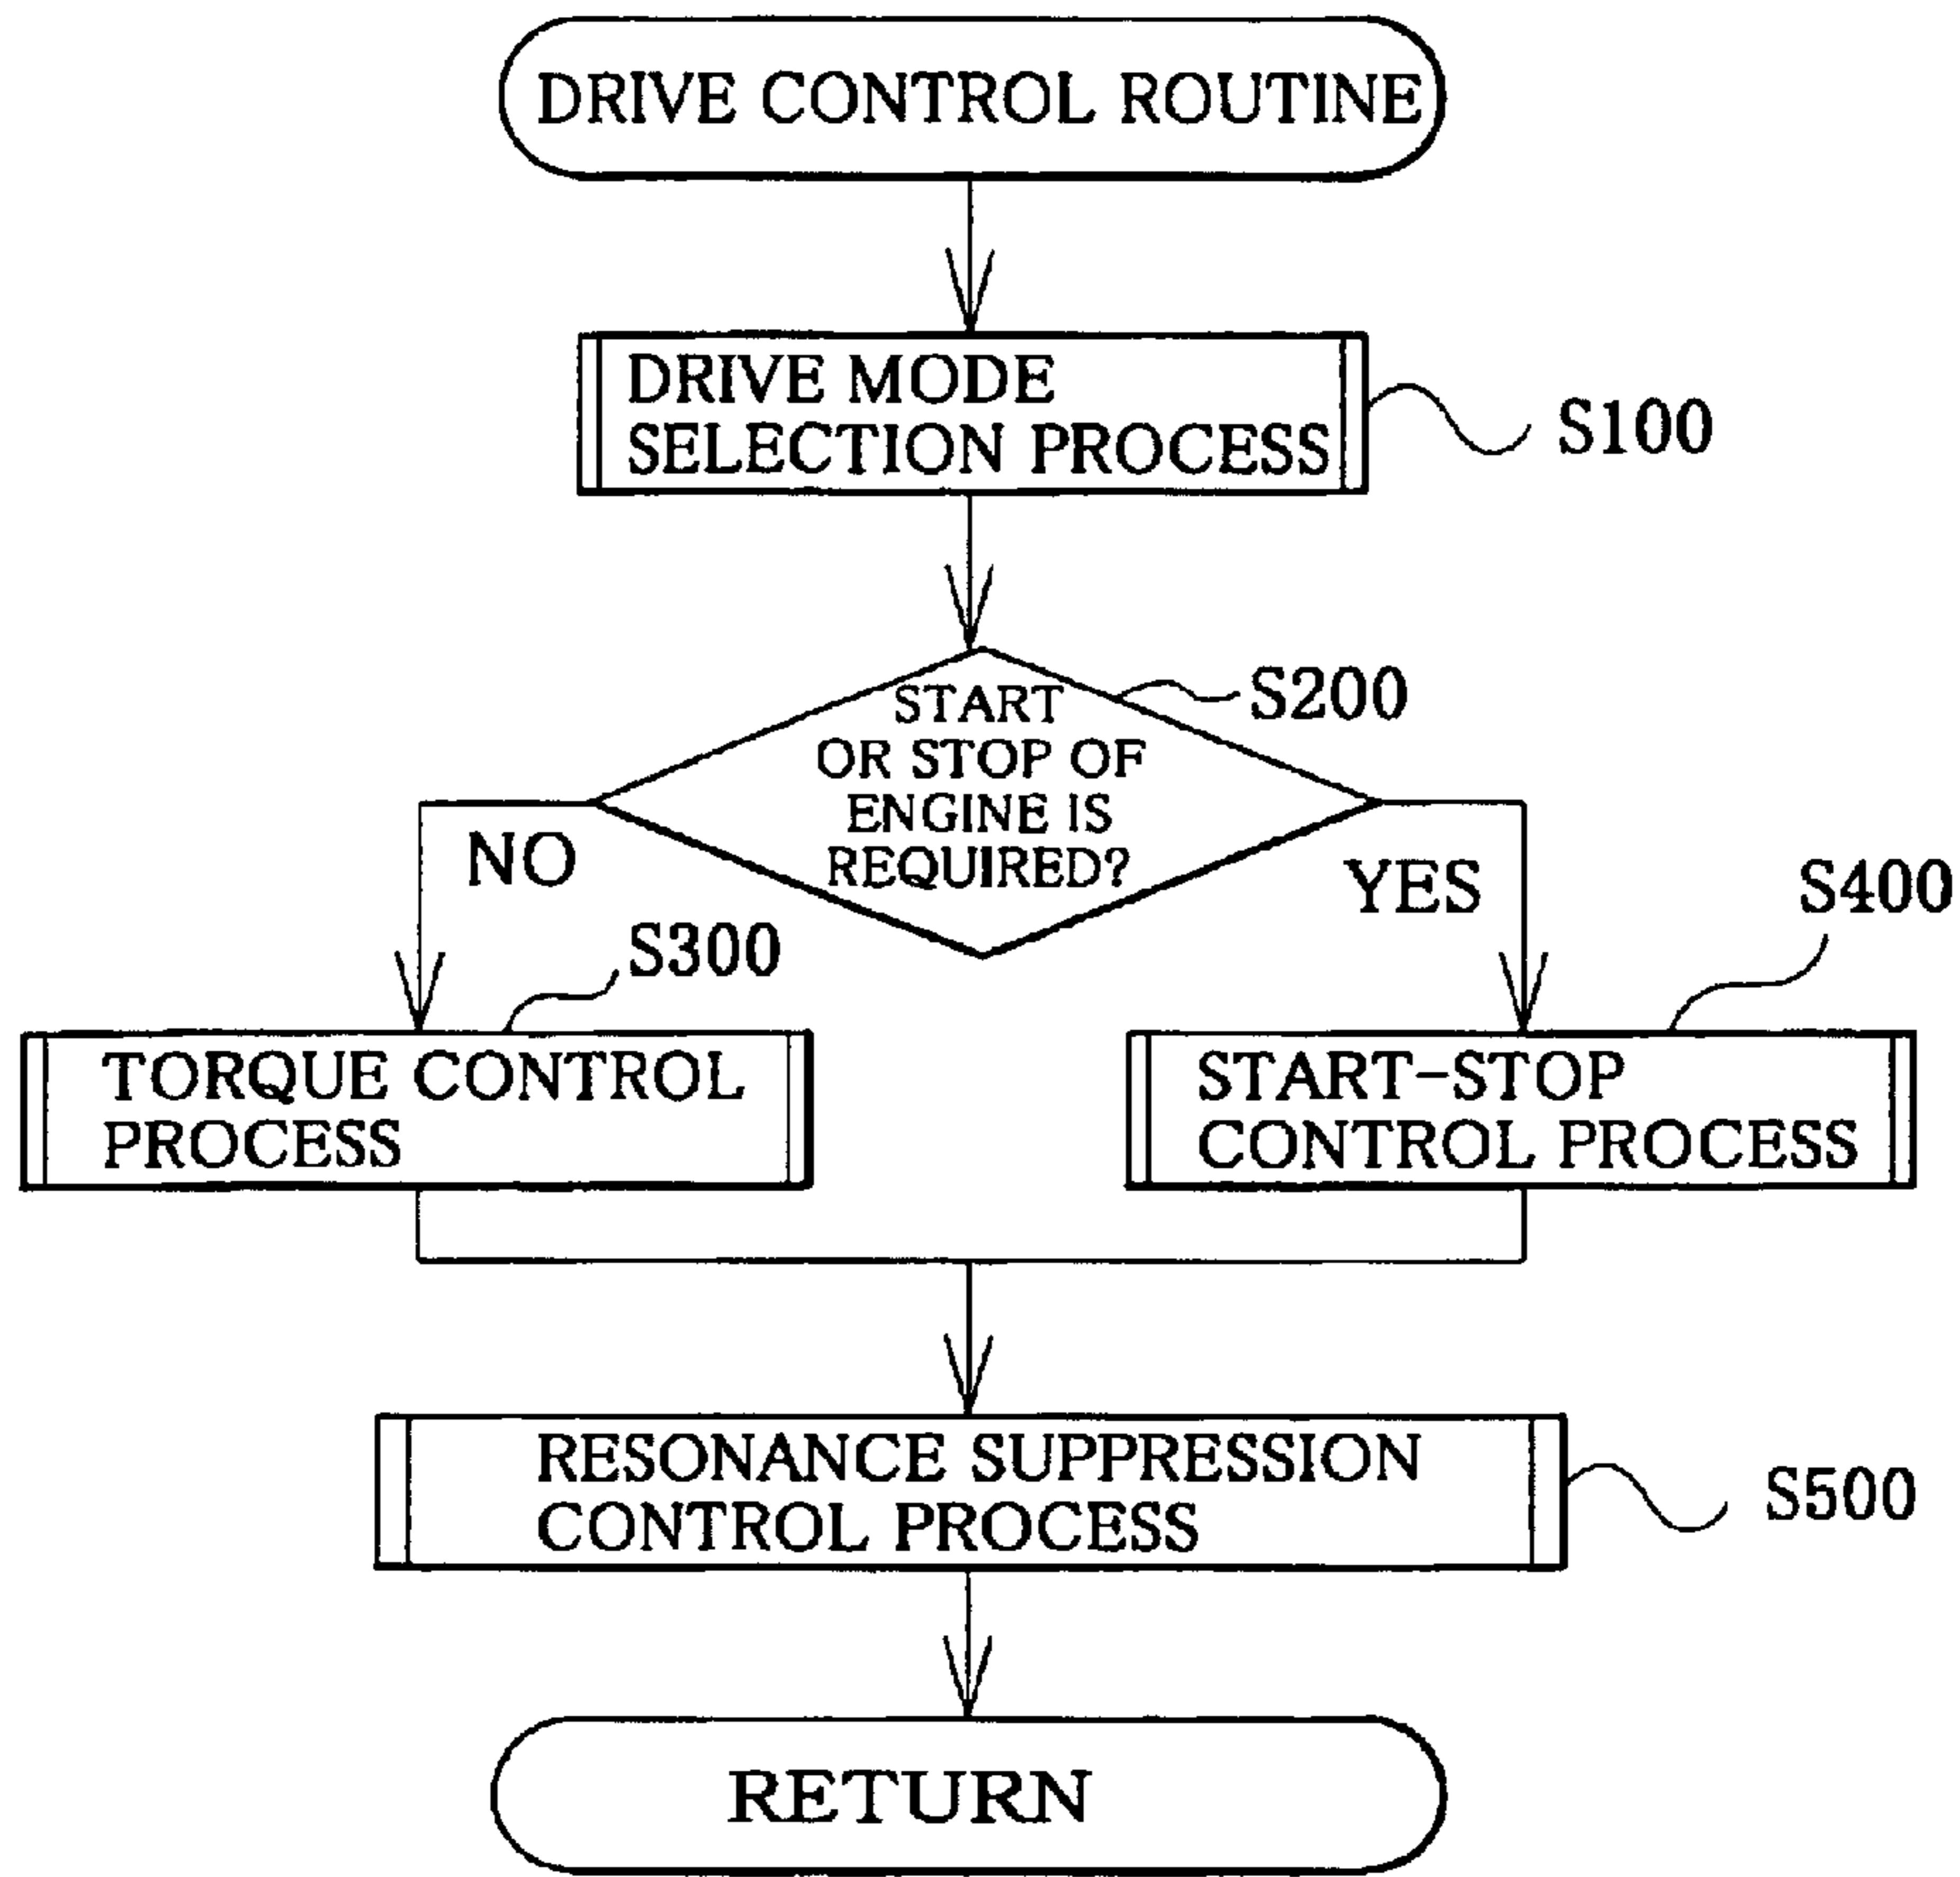 DRIVE CONTROL ROUTINE
DRIVE MODE
SELECTION PROCESS
S100
S200
START
OR STOP OF
ENGINE IS
REQUIRED?
NO
YES
S300
S400
TORQUE CONTROL
PROCESS
START-STOP
CONTROL PROCESS
RESONANCE SUPPRESSION
CONTROL PROCESS
S500
RETURN